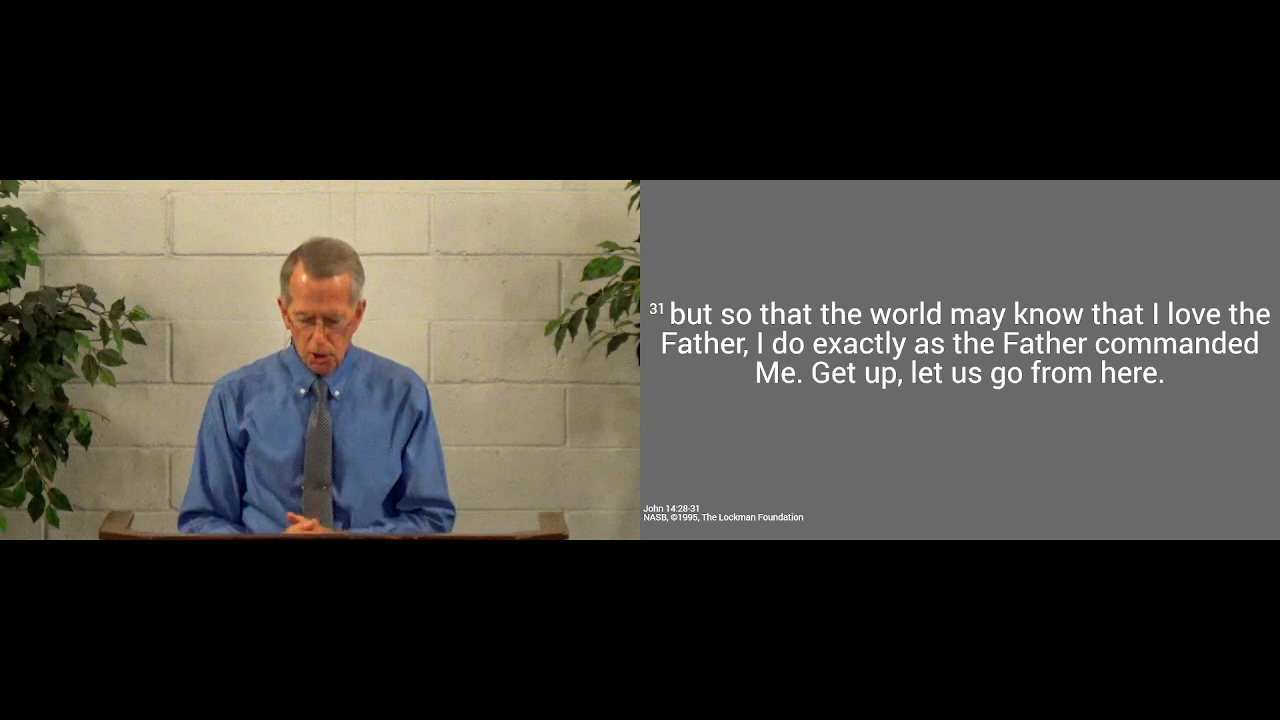 31 but so that the world may know that I love the
Father, I do exactly as the Father commanded
Me. Get up, let us go from here.
John 14:28-31
NASB, ©1995, The Lockman Foundation